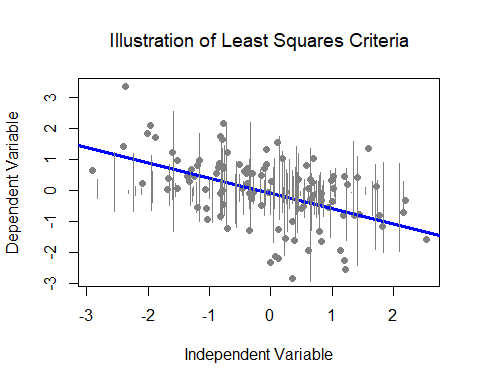 Illustration of Least Squares Criteria
Dependent Variable
3
2
1
0
-1
-2
-3
-3 -2 -1 0 1 2
Independent Variable